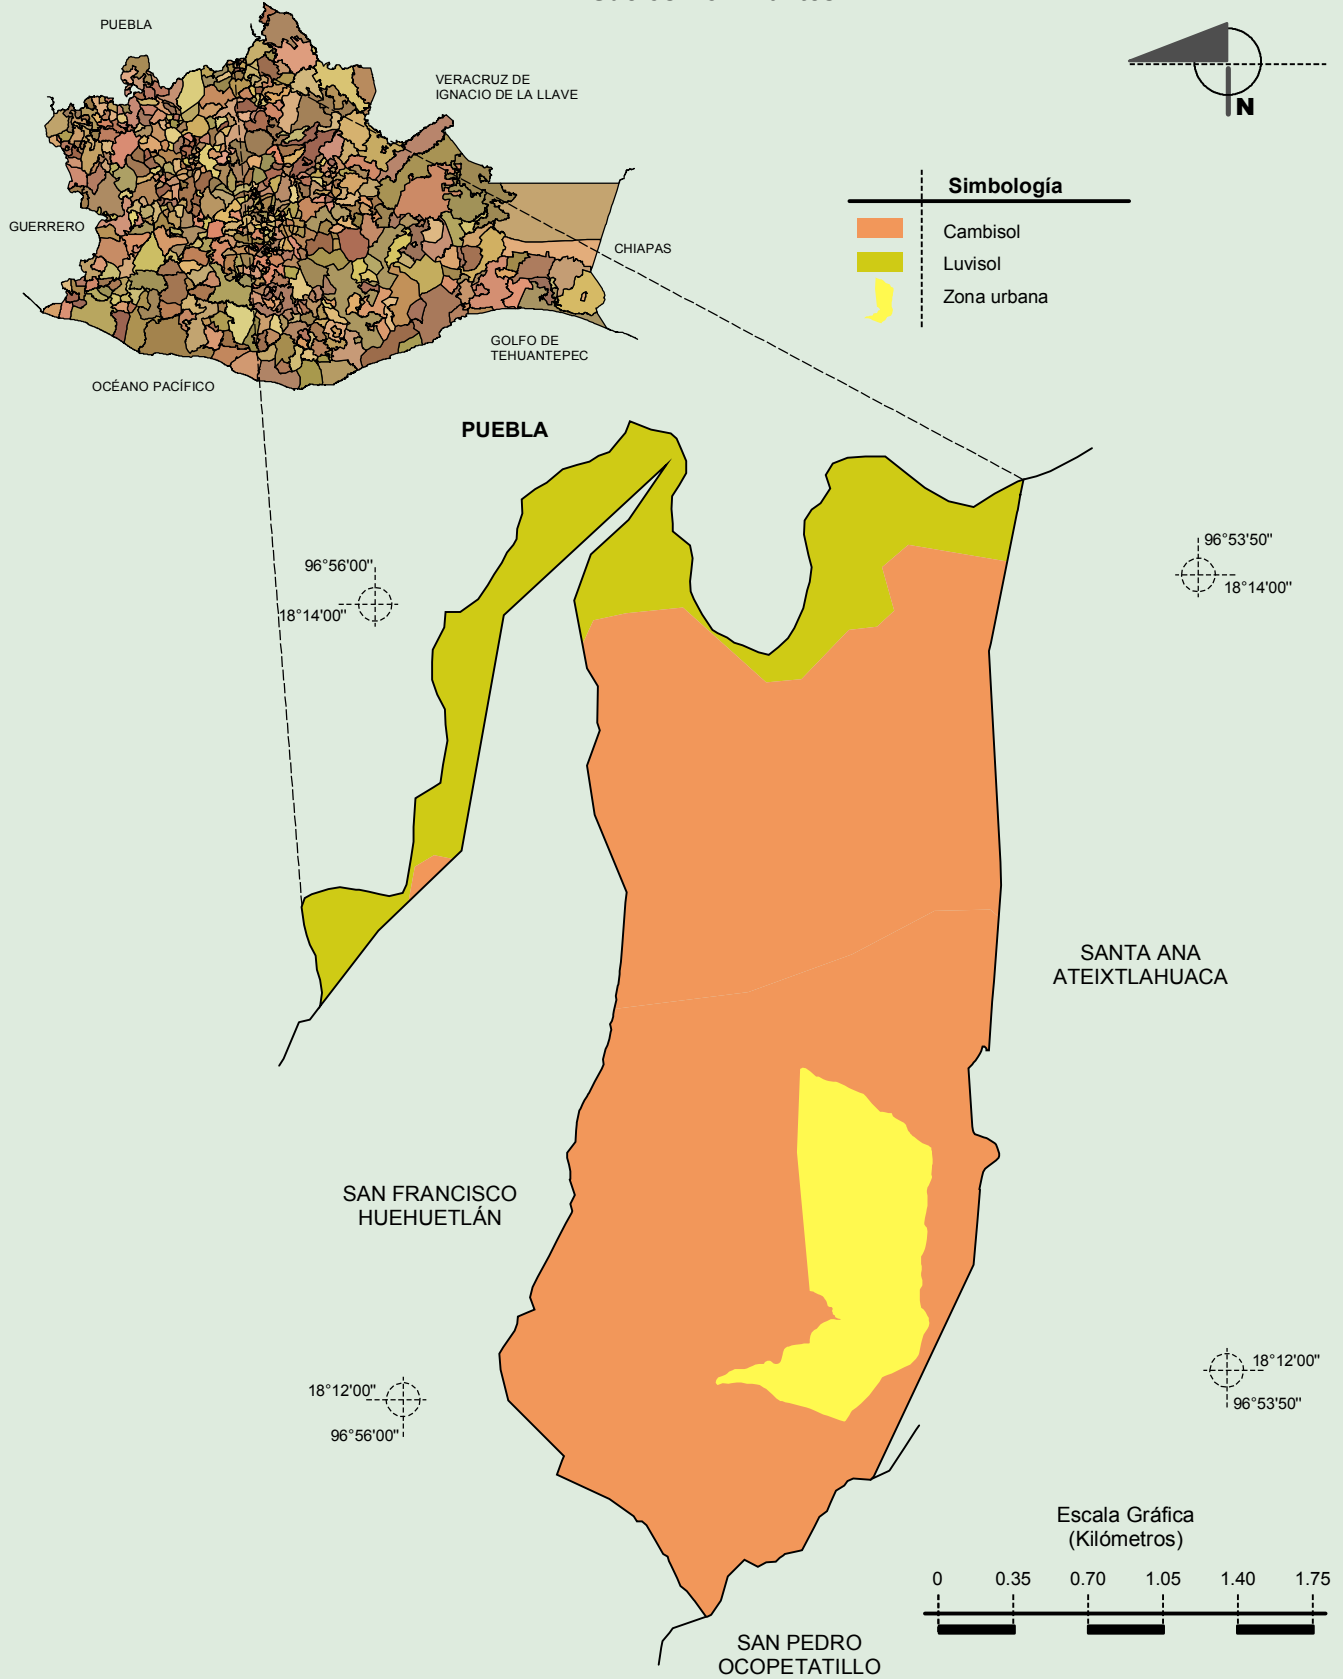 PUEBLA
VERACRUZ DE
IGNACIO DE LA LLAVE
N
Simbología
Cambisol
Luvisol
Zona urbana
GUERRERO
CHIAPAS
GOLFO DE
TEHUANTEPEC
OCÉANO PACÍFICO
PUEBLA
96°56'00"
18°14'00"
96°53'50"
18°14'00"
SANTA ANA
ATEIXTLAHUACA
SAN FRANCISCO
HUEHUETLÁN
18°12'00"
96°56'00"
18°12'00"
96°53'50"
Escala Gráfica
(Kilómetros)
0 0.35 0.70 1.05 1.40 1.75
SAN PEDRO
OCOPETATILLO